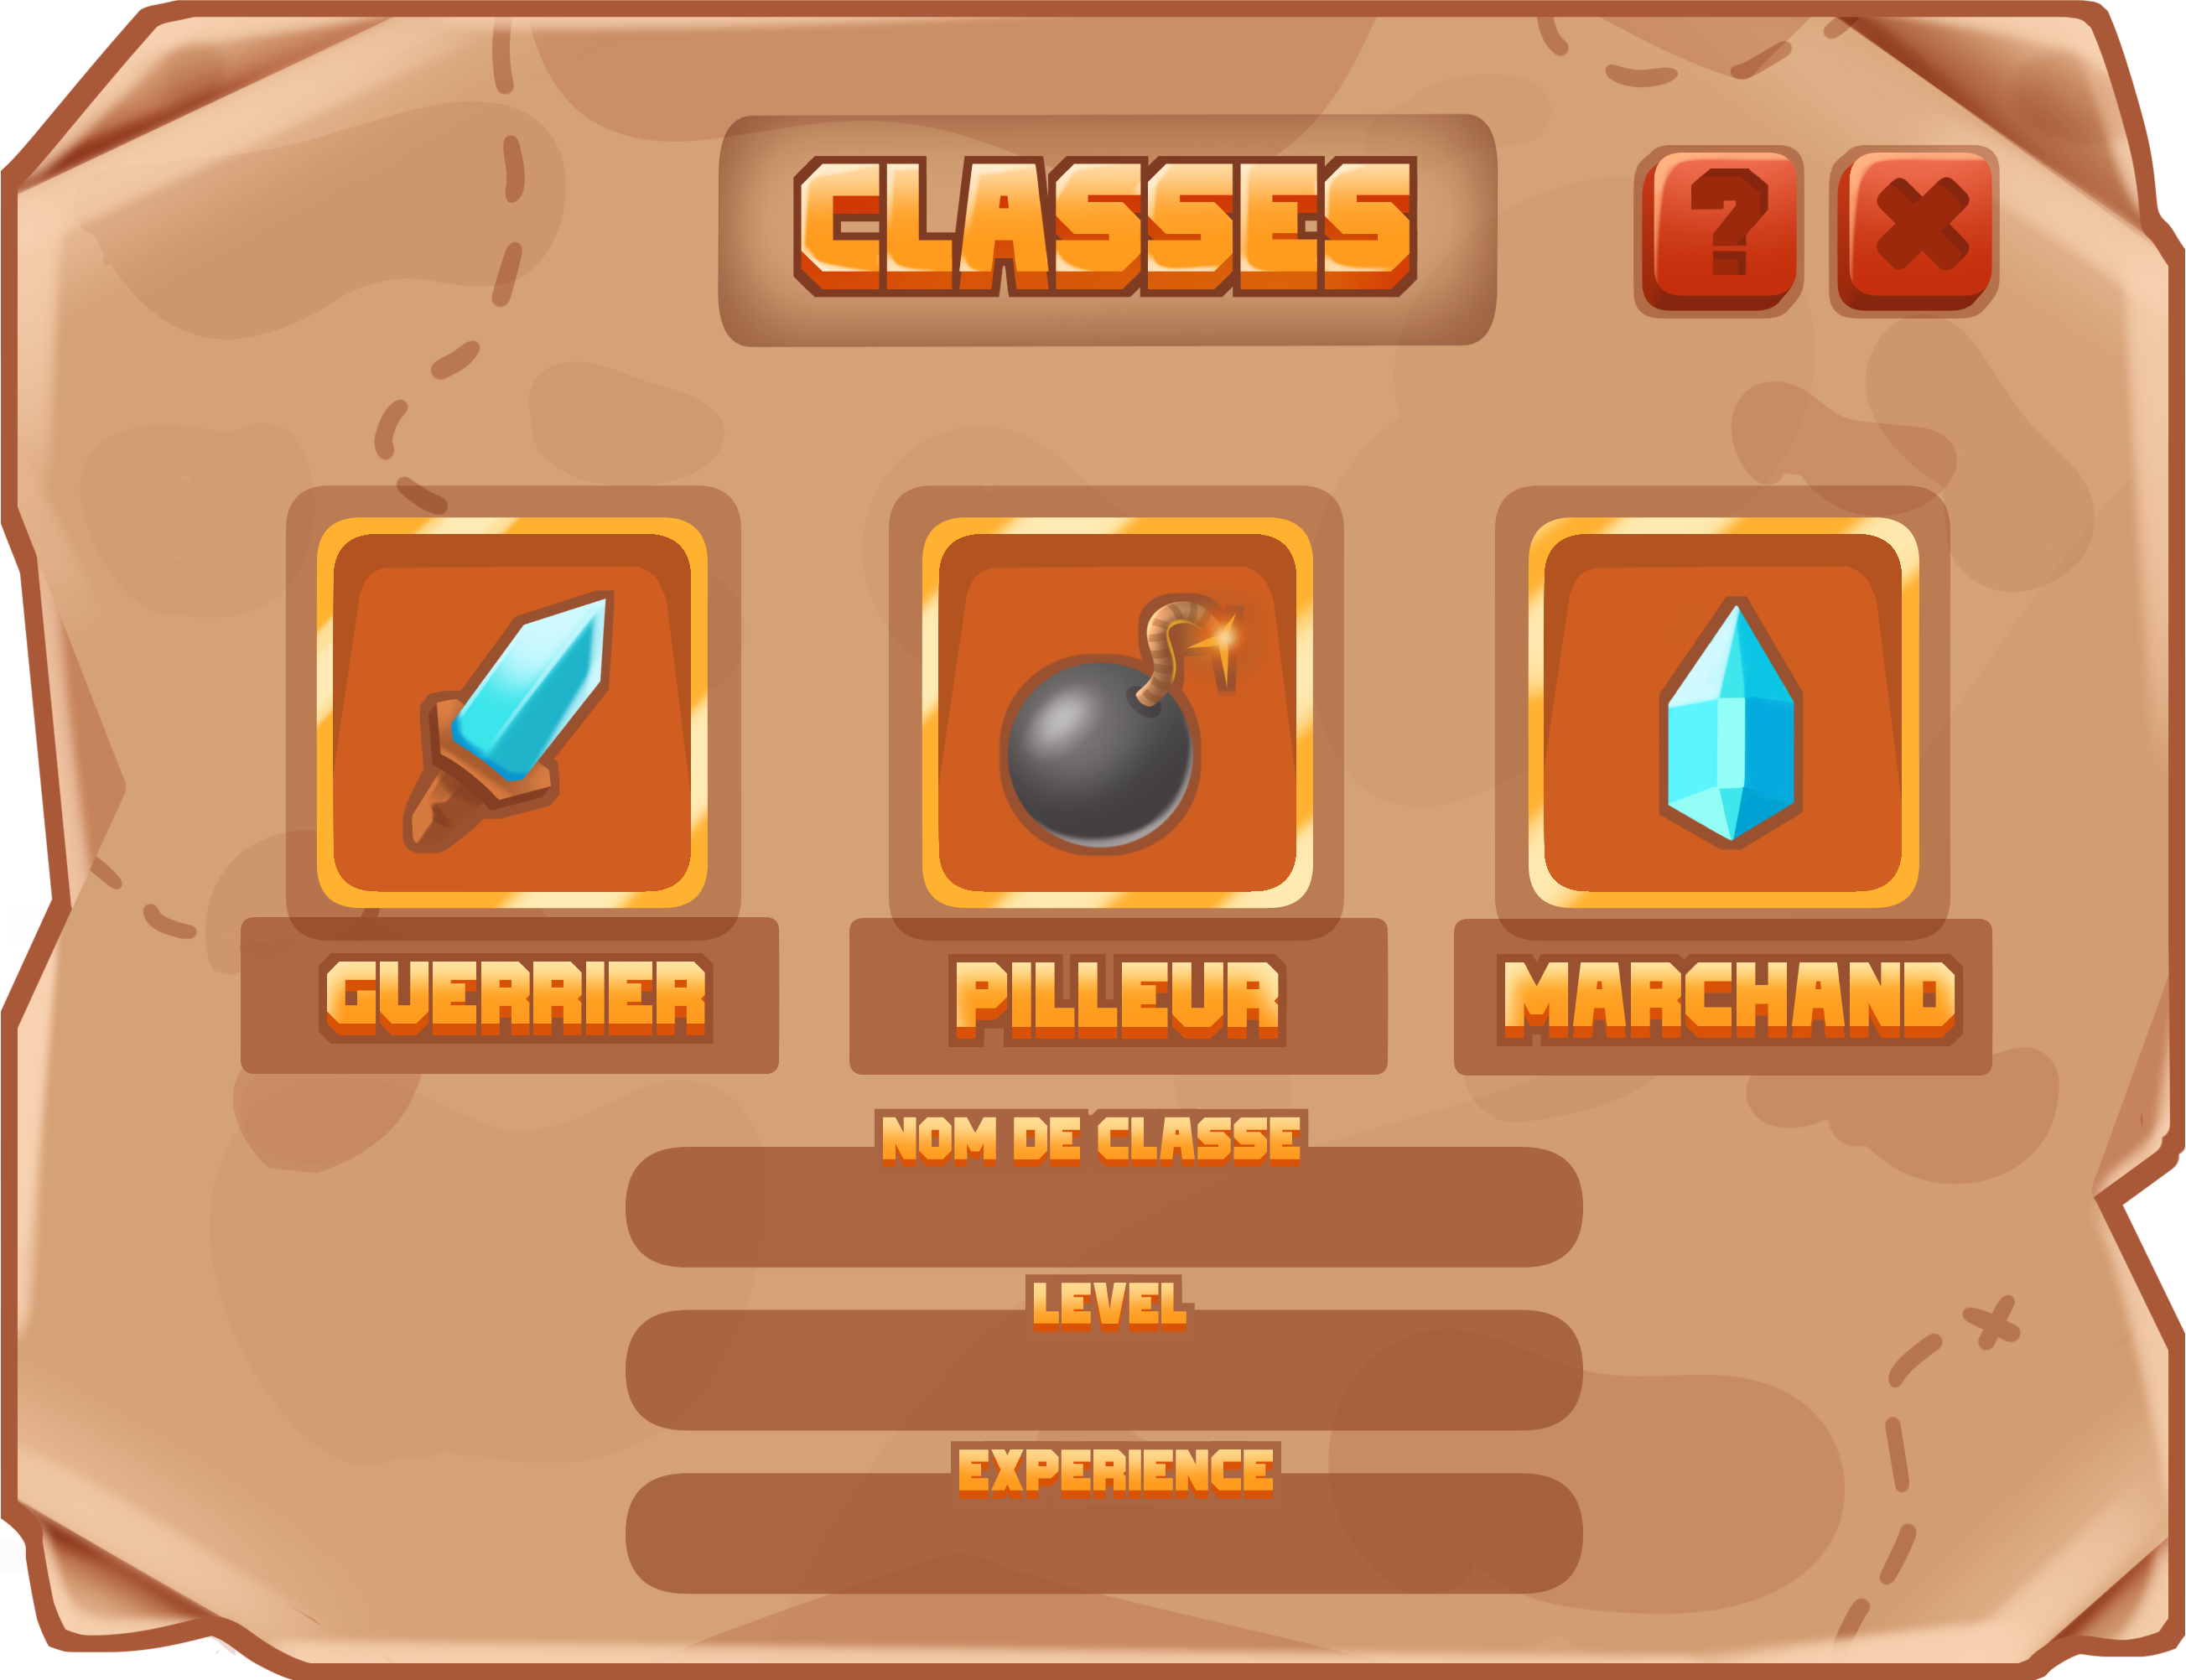 CLASSES
?
GUERRIER
PILLEUR
MARCHAND
NOM DE CLASSE
LEVEL
EXPERIENCE